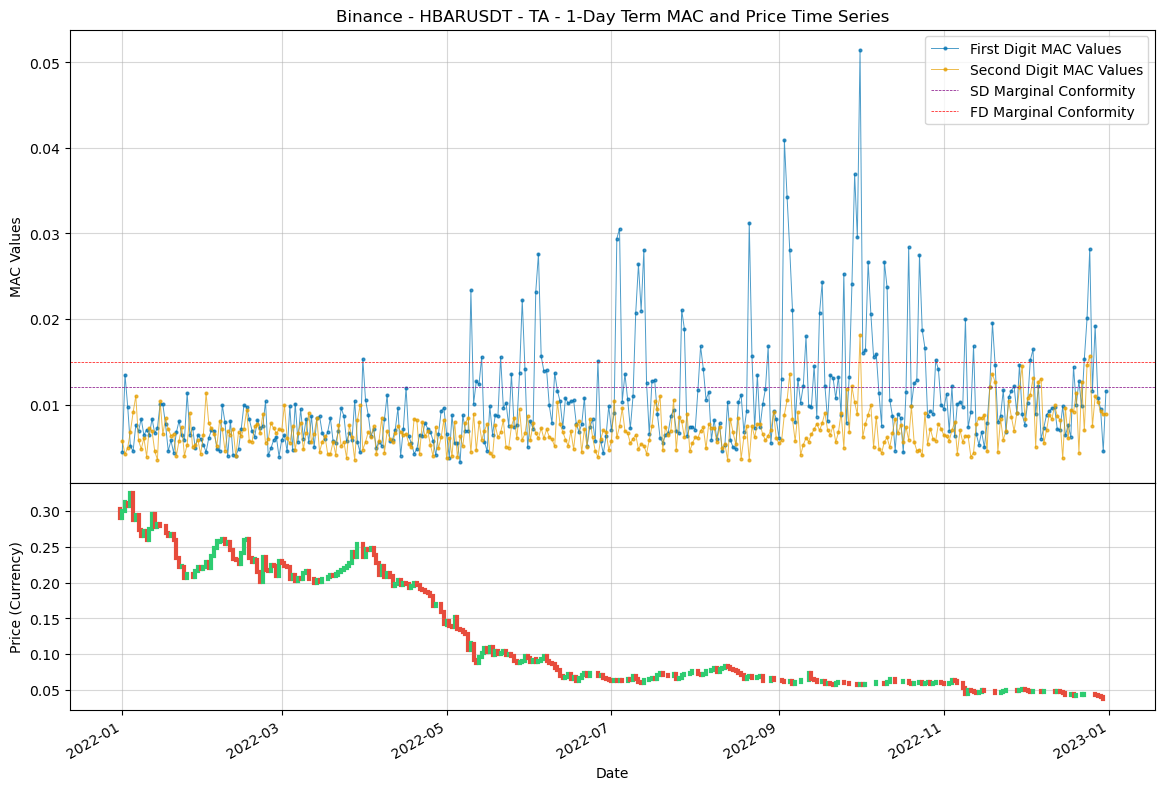 Binance - HBARUSDT - TA - 1-Day Term MAC and Price Time Series
First Digit MAC Values
Second Digit MAC Values
SD Marginal Conformity
FD Marginal Conformity
MAC Values
0.05
0.04
0.03
0.02
0.01
Price (Currency)
0.30
0.25
0.20
0.15
0.10
0.05
2022-01
2022-03
2022-05
2022-07
2022-09
2022-11
2023-01
Date